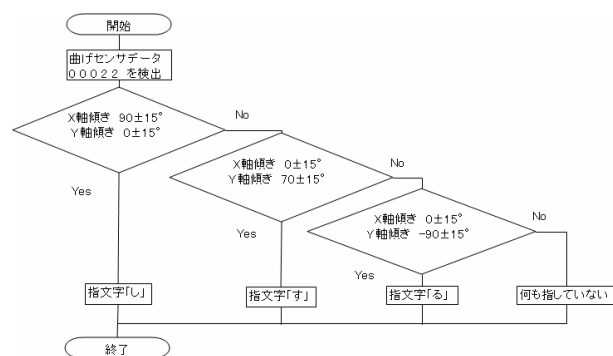 開始
曲げセンサデータ
00022 を検出
X軸傾き 90±15°
Y軸傾き 0±15°
No
Yes
X軸傾き 0±15°
Y軸傾き 70±15°
No
Yes
X軸傾き 0±15°
Y軸傾き -90±15°
No
Yes
指文字「し」
指文字「す」
指文字「る」
何も指していない
終了